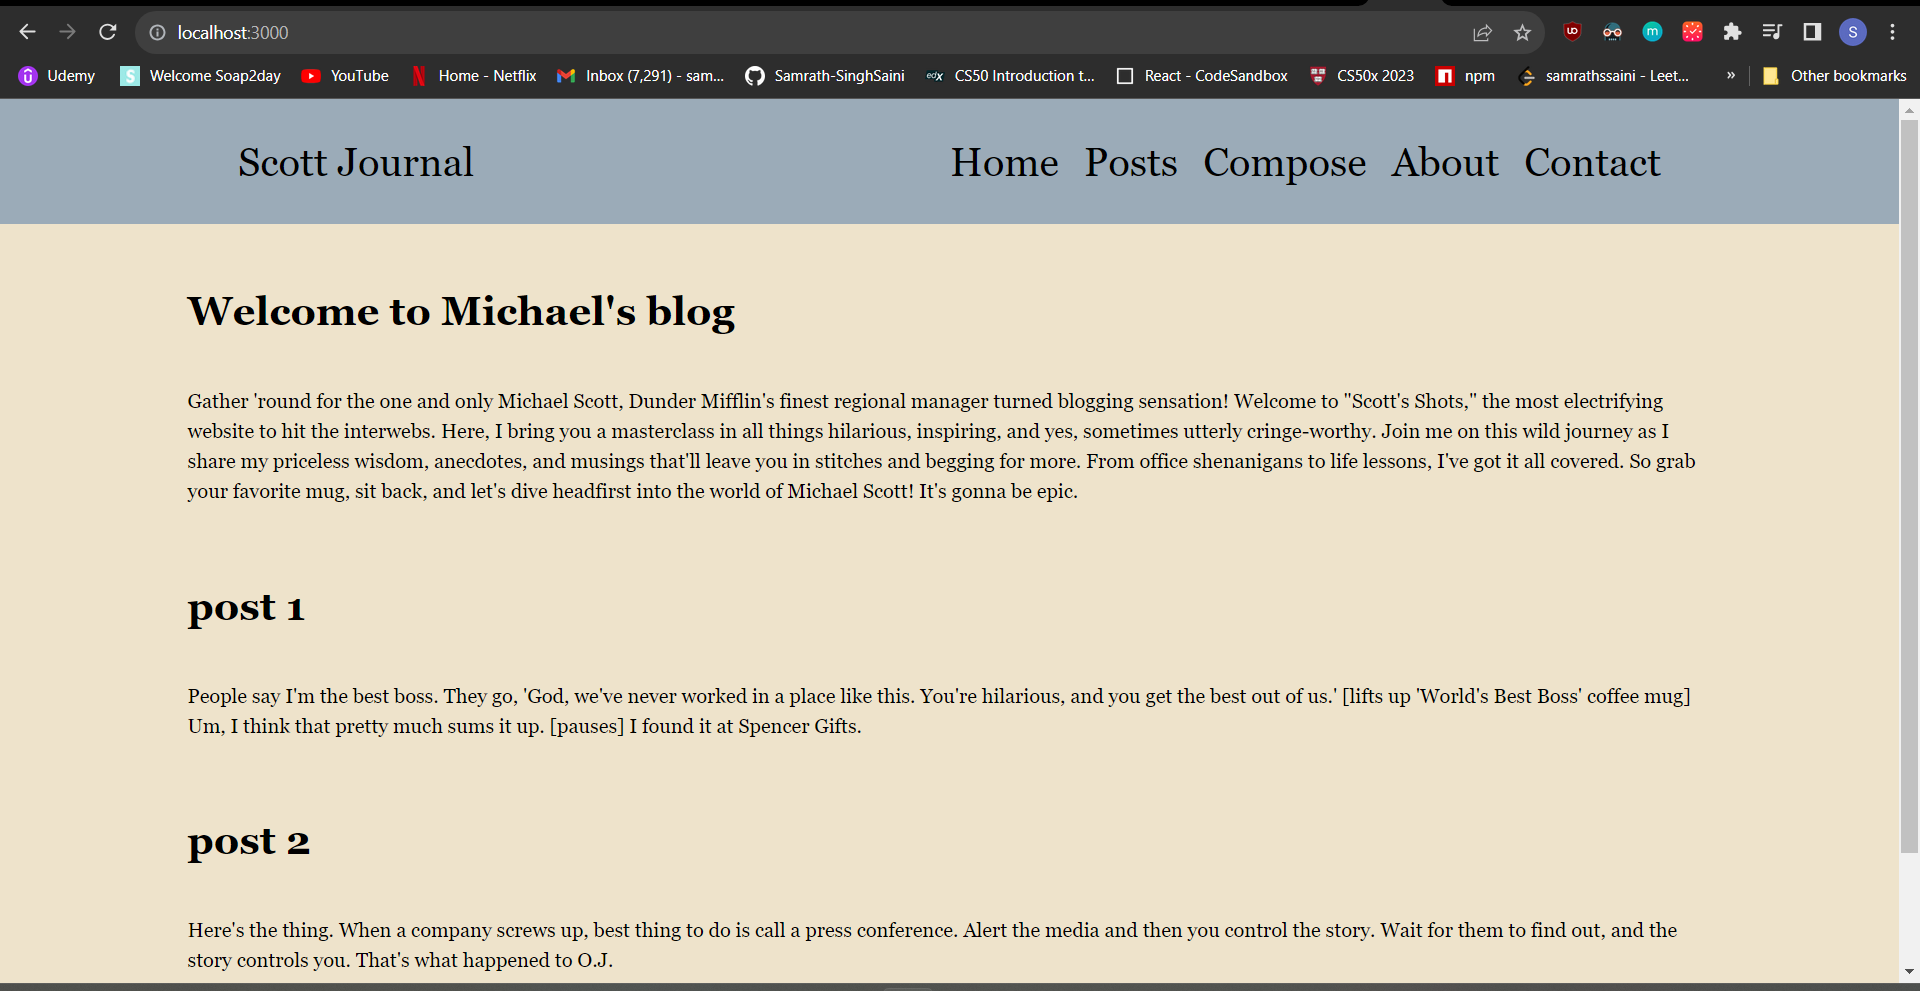 localhost:3000
S
Udemy
Welcome Soap2day
YouTube
Home - Netflix
Inbox (7,291) - sam...
Samrath-SinghSaini
edX
CS50 Introduction t...
React - CodeSandbox
CS50x 2023
npm
samrathssaini - Leet...
»
Other bookmarks
Scott Journal
Home Posts Compose About Contact
Welcome to Michael's blog
Gather 'round for the one and only Michael Scott, Dunder Mifflin's finest regional manager turned blogging sensation! Welcome to "Scott's Shots," the most electrifying
website to hit the interwebs. Here, I bring you a masterclass in all things hilarious, inspiring, and yes, sometimes utterly cringe-worthy. Join me on this wild journey as I
share my priceless wisdom, anecdotes, and musings that'll leave you in stitches and begging for more. From office shenanigans to life lessons, I've got it all covered. So grab
your favorite mug, sit back, and let's dive headfirst into the world of Michael Scott! It's gonna be epic.
post 1
People say I'm the best boss. They go, 'God, we've never worked in a place like this. You're hilarious, and you get the best out of us.' [lifts up 'World's Best Boss' coffee mug]
Um, I think that pretty much sums it up. [pauses] I found it at Spencer Gifts.
post 2
Here's the thing. When a company screws up, best thing to do is call a press conference. Alert the media and then you control the story. Wait for them to find out, and the
story controls you. That's what happened to O.J.